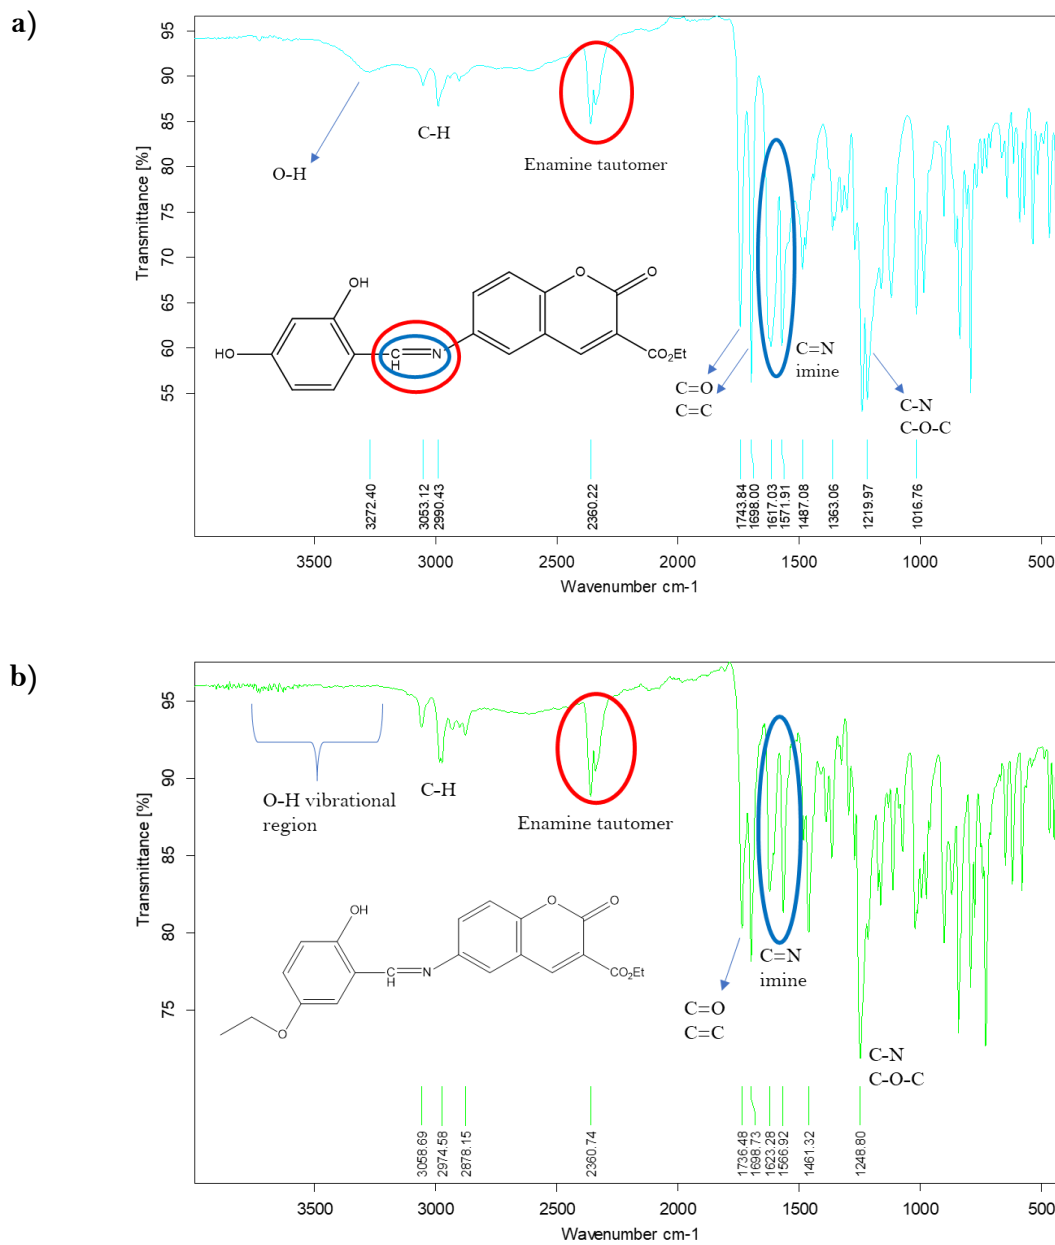 a)
95
90
85
80
75
70
65
60
55
Transmittance [%]
O-H
C-H
Enamine tautomer
OH
HO
C
H
N
O
O
CO₂Et
C=O
C=C
C=N
imine
C-N
C-O-C
3272.40
3053.12
2990.43
2360.22
1743.84
1698.00
1617.03
1571.91
1487.08
1363.06
1219.97
1016.76
3500
3000
2500
2000
1500
1000
500
Wavenumber cm-1
b)
95
90
85
80
75
Transmittance [%]
O-H vibrational
region
C-H
Enamine tautomer
OH
C
H
N
O
O
O
CO₂Et
C=O
C=C
C=N
imine
C-N
C-O-C
3058.69
2974.58
2878.15
2360.74
1736.48
1698.73
1623.28
1566.92
1461.32
1248.80
3500
3000
2500
2000
1500
1000
500
Wavenumber cm-1